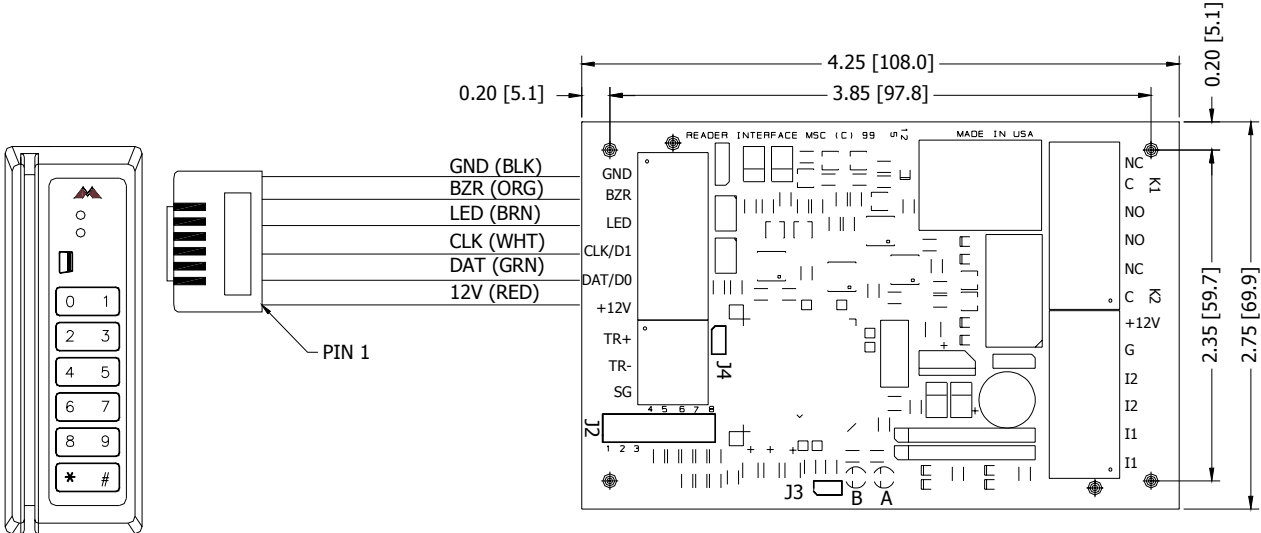 4.25 [108.0]
0.20 [5.1]
3.85 [97.8]
0.20 [5.1]
READER INTERFACE MSC (C) 99
5 12
MADE IN USA
GND (BLK)
BZR (ORG)
LED (BRN)
CLK (WHT)
DAT (GRN)
12V (RED)
PIN 1
0 1
2 3
4 5
6 7
8 9
* #
GND
BZR
LED
CLK/D1
DAT/D0
+12V
TR+
TR-
SG
J4
J2
4 5 6 7 8
1 2 3
J3
B A
NC
C
K1
NO
NO
NC
C
K2
+12V
G
I2
I2
I1
I1
2.35 [59.7]
2.75 [69.9]